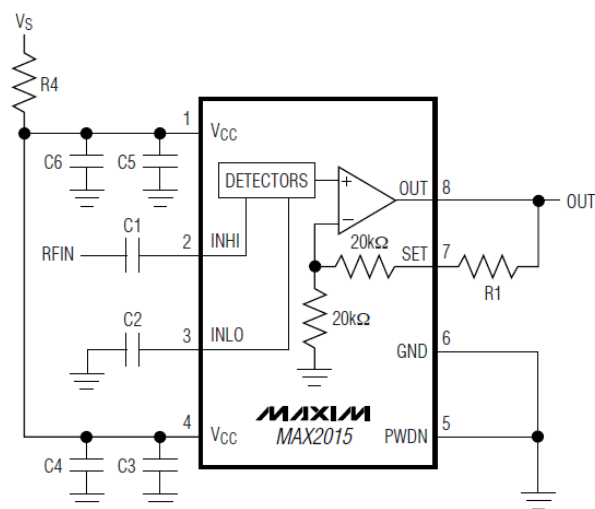 VS
R4
1
VCC
C6
C5
DETECTORS
+
−
OUT
8
OUT
C1
RFIN
2
INHI
20kΩ
SET
7
R1
C2
3
INLO
20kΩ
6
GND
MAXIM
MAX2015
4
VCC
5
PWDN
C4
C3